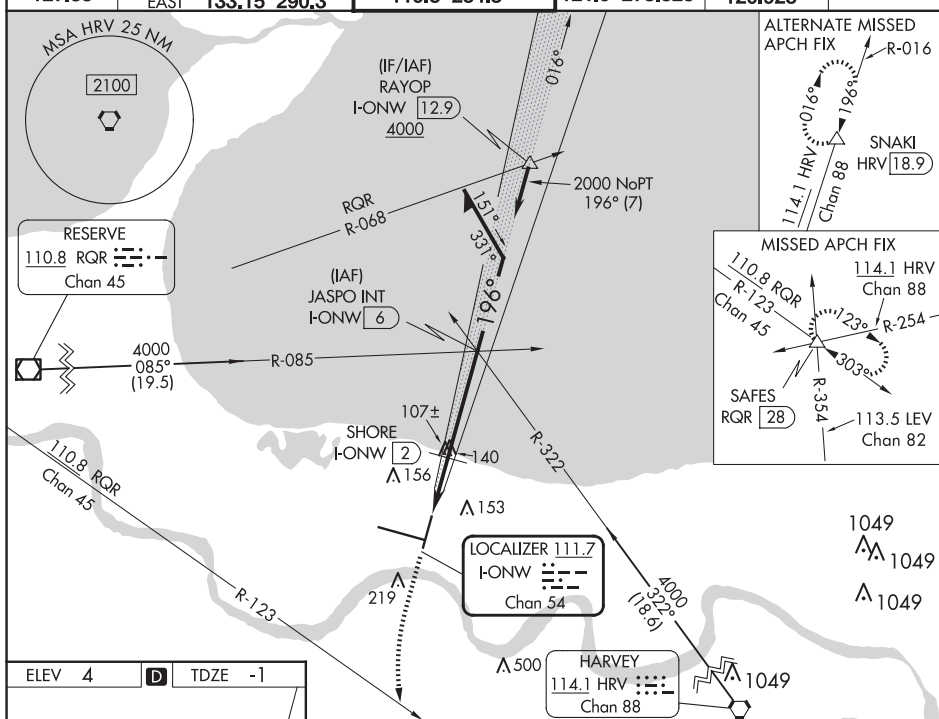 EAST 133.15 290.3
MSA HRV 25 NM
2100
(IF/IAF)
RAYOP
I-ONW 12.9
4000
016°
2000 NoPT
196° (7)
RQR
R-068
151°
331°
196°
RESERVE
110.8 RQR
Chan 45
(IAF)
JASPO INT
I-ONW 6
4000
085°
(19.5)
R-085
107±
SHORE
I-ONW 2
140
156
153
R-322
110.8 RQR
Chan 45
R-123
219
LOCALIZER 111.7
I-ONW
Chan 54
4000
322°
(18.6)
500
HARVEY
114.1 HRV
Chan 88
1049
1049
1049
1049
ALTERNATE MISSED
APCH FIX
R-016
016°
196°
SNAKI
HRV 18.9
114.1 HRV
Chan 88
MISSED APCH FIX
110.8 RQR
R-123
Chan 45
114.1 HRV
Chan 88
123°
R-254
303°
SAFES
RQR 28
R-354
113.5 LEV
Chan 82
ELEV 4 D TDZE -1